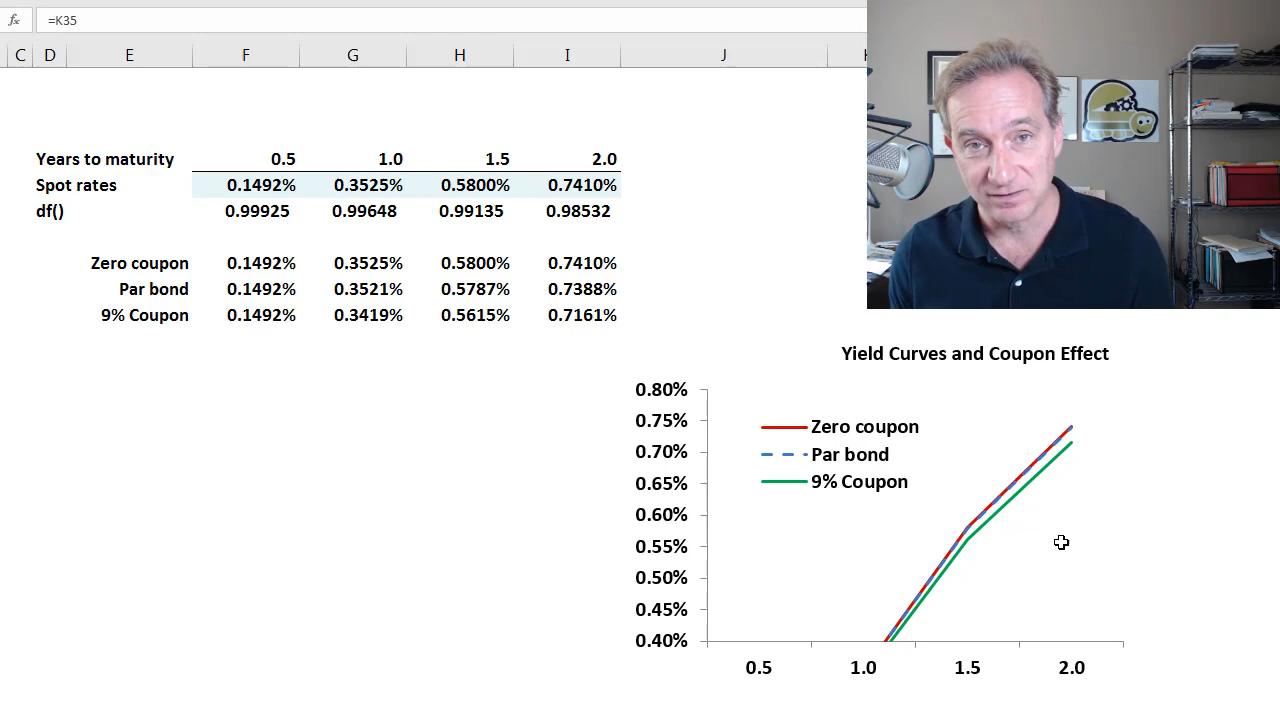 fx =K35
C D E F G H I J
Years to maturity 0.5 1.0 1.5 2.0
Spot rates 0.1492% 0.3525% 0.5800% 0.7410%
df() 0.99925 0.99648 0.99135 0.98532
Zero coupon 0.1492% 0.3525% 0.5800% 0.7410%
Par bond 0.1492% 0.3521% 0.5787% 0.7388%
9% Coupon 0.1492% 0.3419% 0.5615% 0.7161%
Yield Curves and Coupon Effect
0.80%
0.75%
0.70%
0.65%
0.60%
0.55%
0.50%
0.45%
0.40%
Zero coupon
Par bond
9% Coupon
0.5 1.0 1.5 2.0